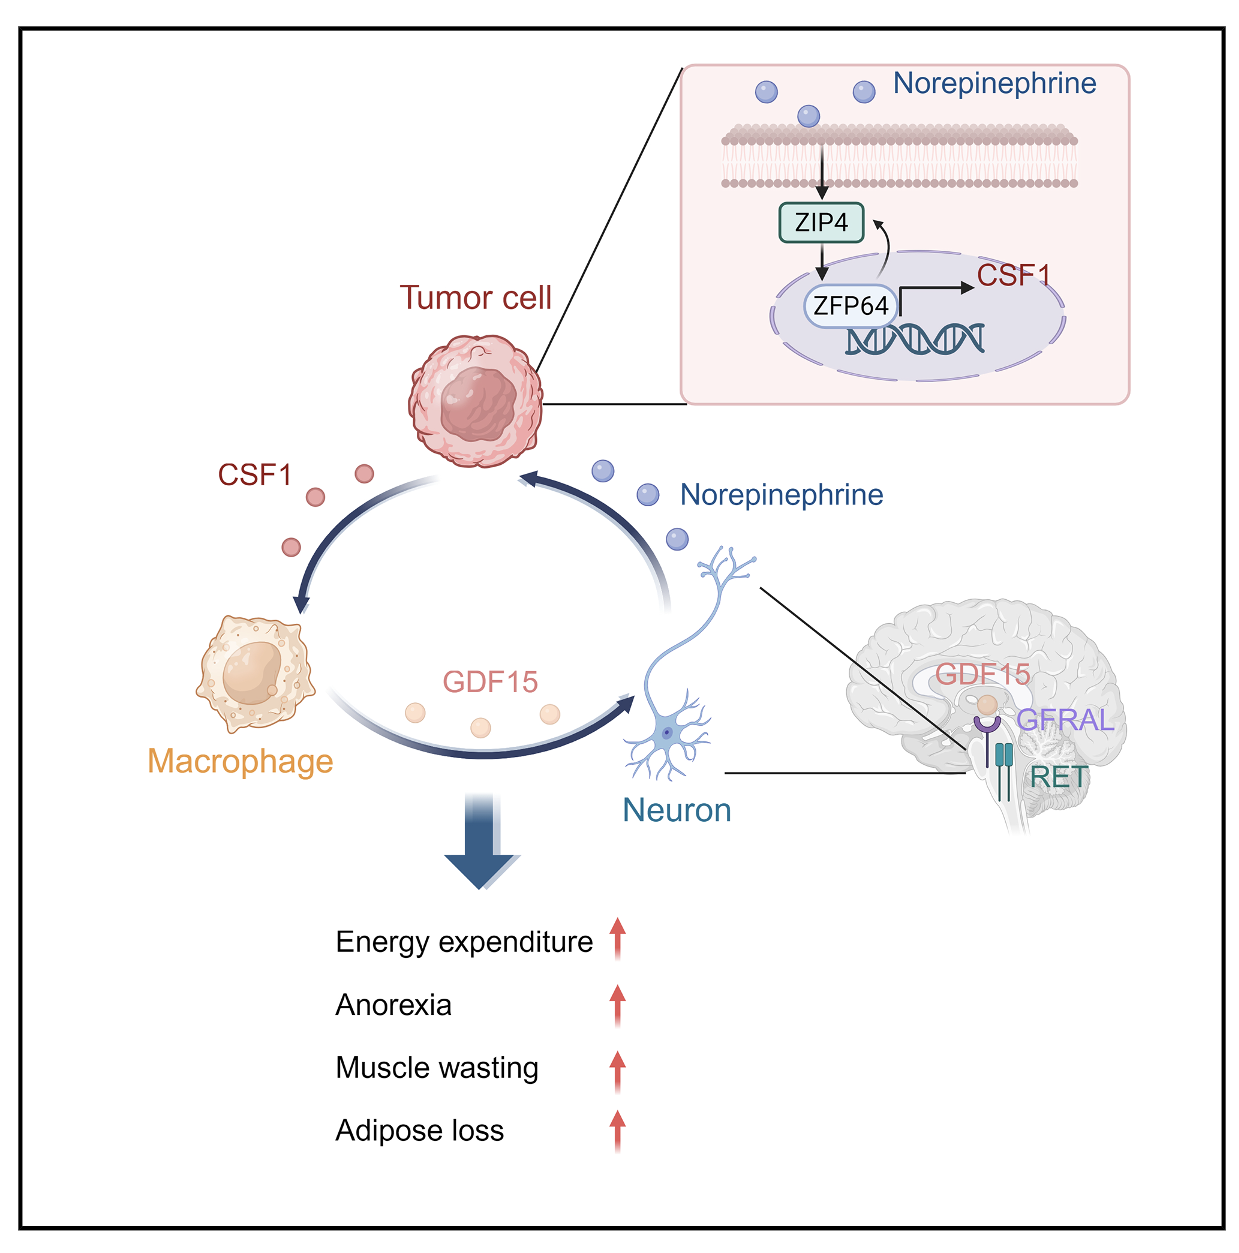 Norepinephrine
ZIP4
CSF1
ZFP64
Tumor cell
CSF1
Norepinephrine
GDF15
GDF15
GFRAL
RET
Macrophage
Neuron
Energy expenditure
Anorexia
Muscle wasting
Adipose loss